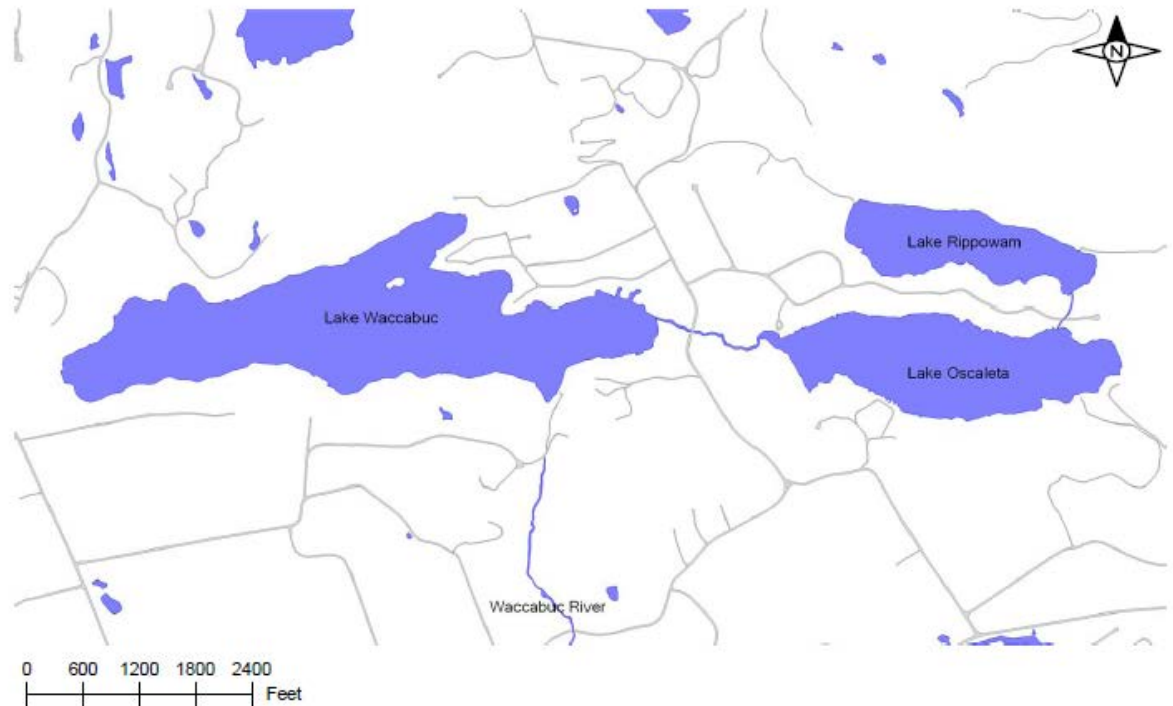 N
Lake Rippowam
Lake Waccabuc
Lake Oscaleta
Waccabuc River
0 600 1200 1800 2400
Feet